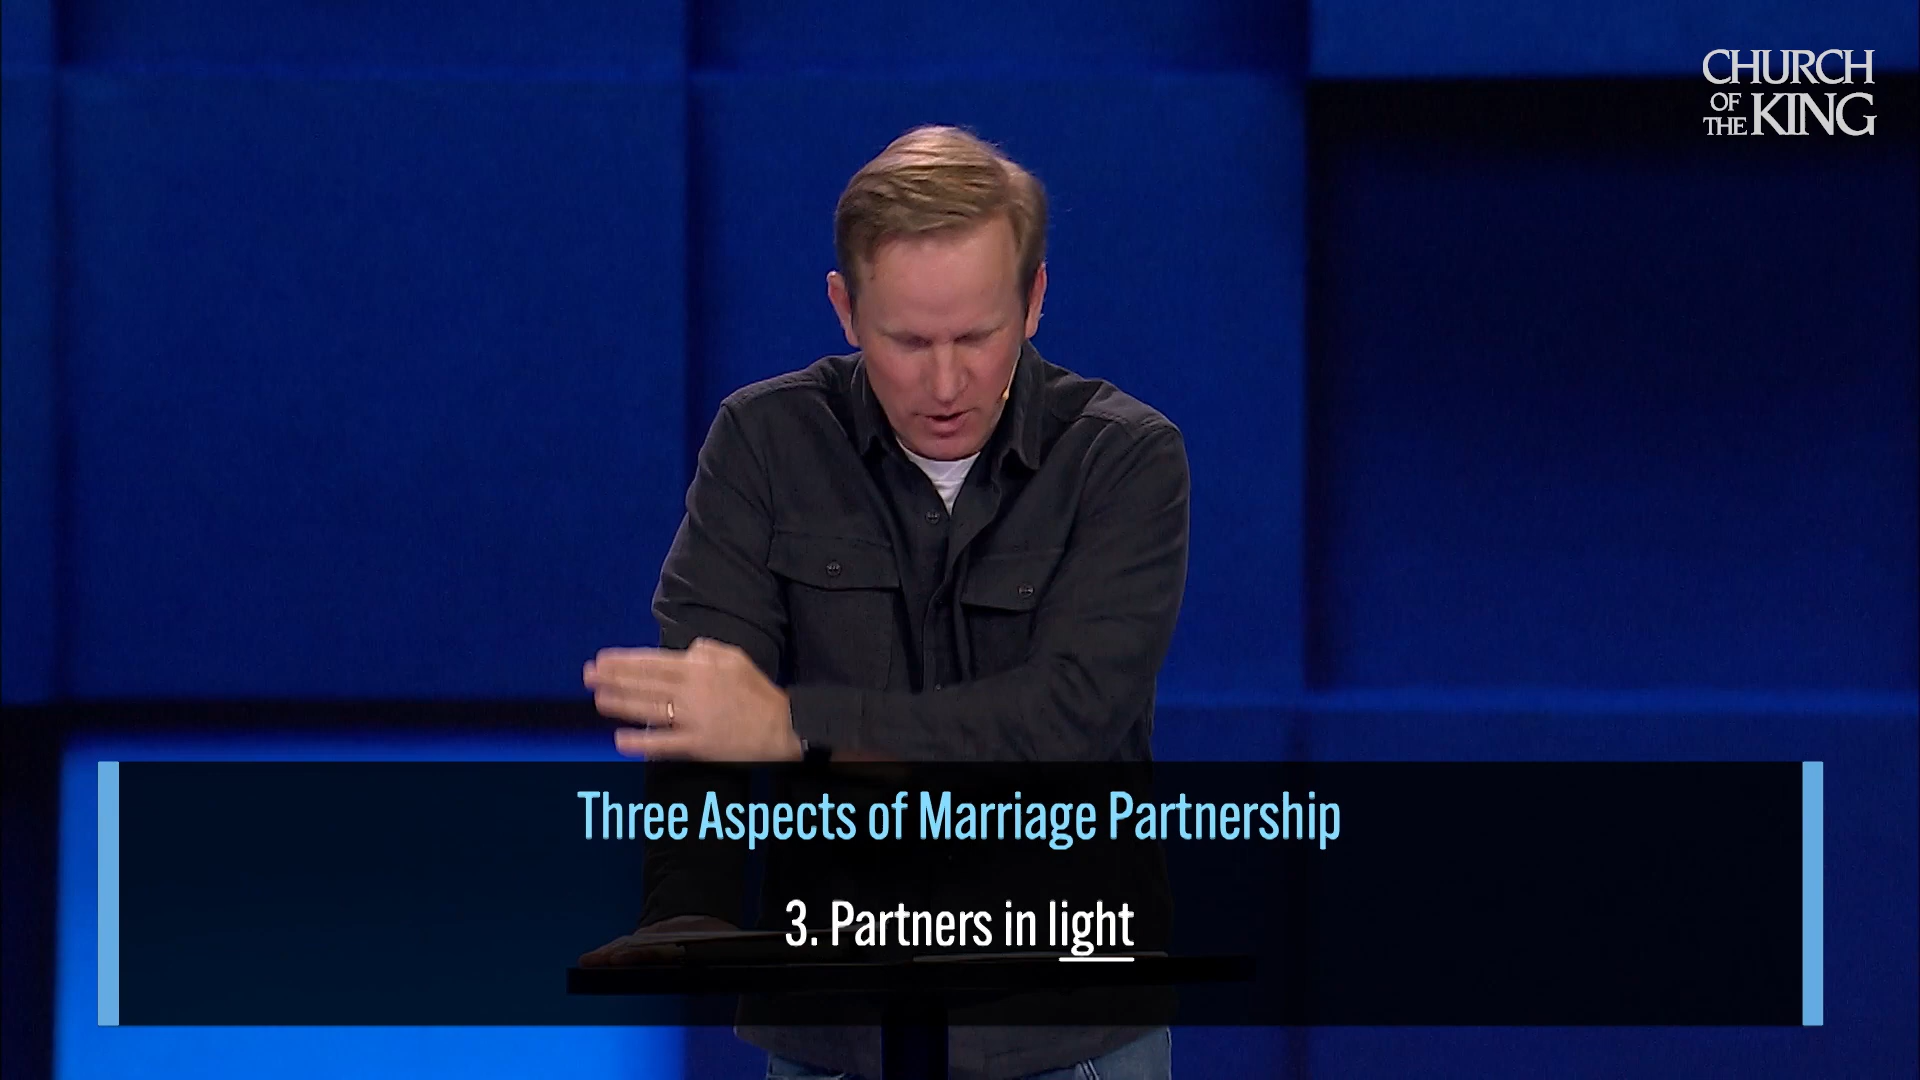 CHURCH
OF
THE KING
Three Aspects of Marriage Partnership
3. Partners in light